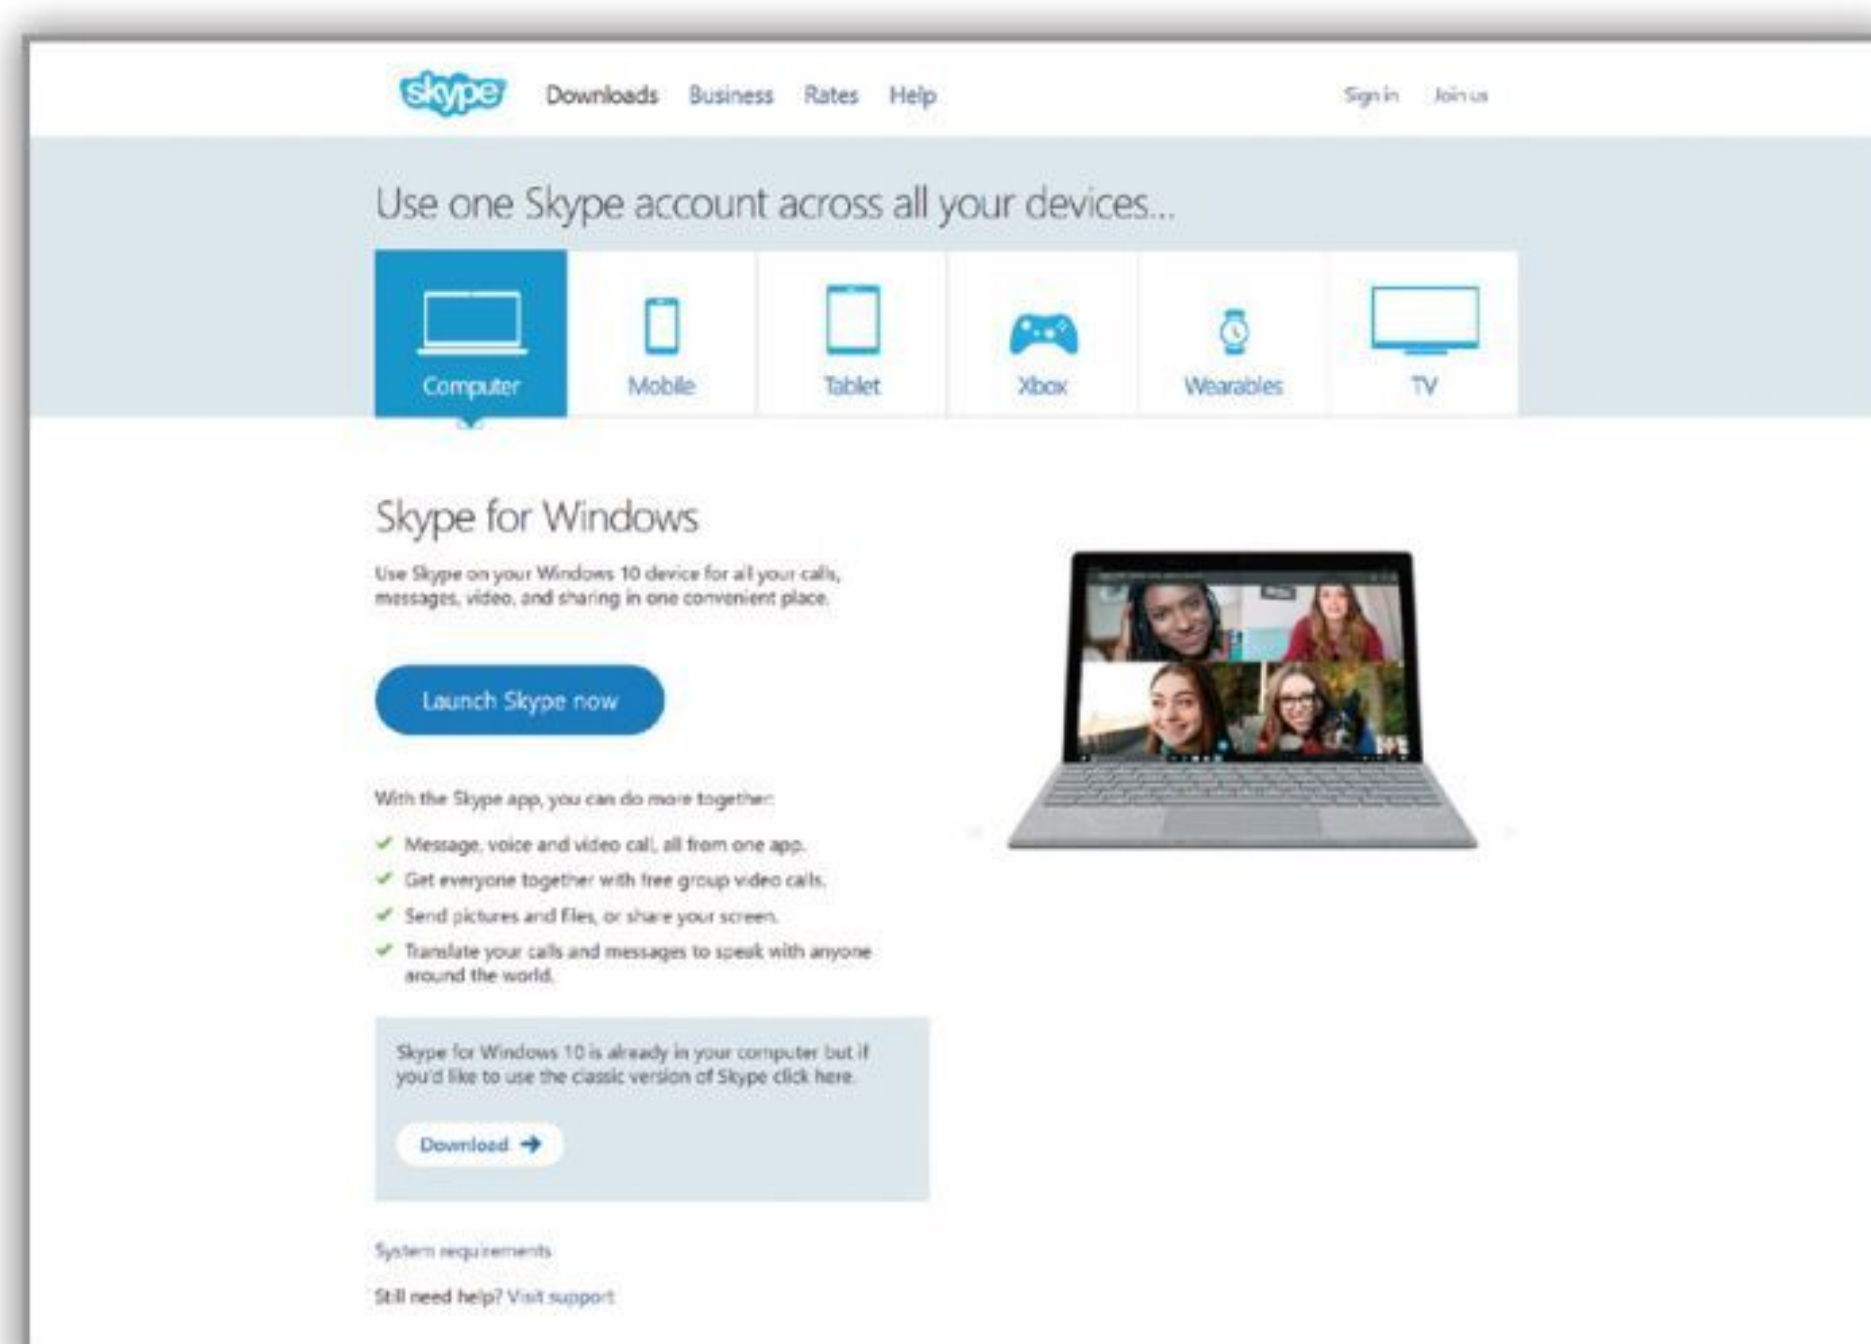 skype Downloads Business Rates Help Sign in Join us
Use one Skype account across all your devices...
Computer Mobile Tablet Xbox Wearables TV
Skype for Windows
Use Skype on your Windows 10 device for all your calls,
messages, video, and sharing in one convenient place.
Launch Skype now
With the Skype app, you can do more together:
Message, voice and video call, all from one app.
Get everyone together with free group video calls.
Send pictures and files, or share your screen.
Translate your calls and messages to speak with anyone
around the world.
Skype for Windows 10 is already in your computer but if
you'd like to use the classic version of Skype click here.
Download
System requirements
Still need help? Visit support